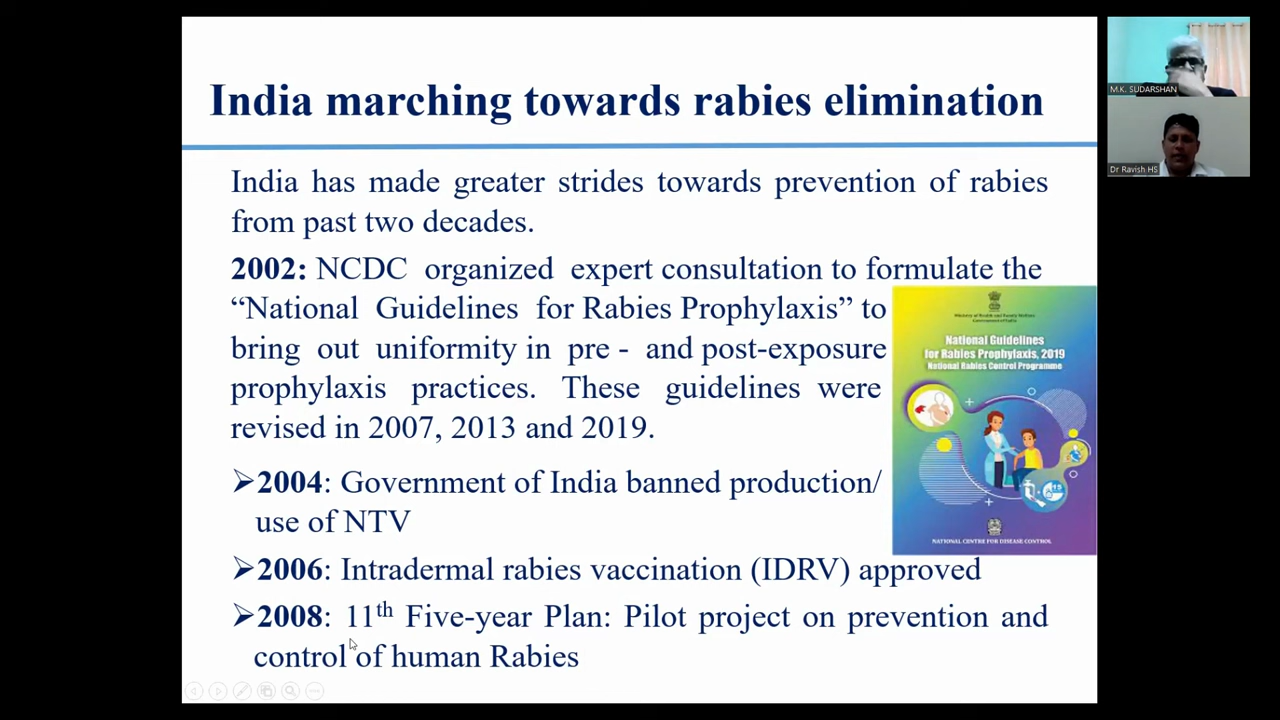 India marching towards rabies elimination
India has made greater strides towards prevention of rabies
from past two decades.
2002: NCDC organized expert consultation to formulate the
“National Guidelines for Rabies Prophylaxis” to
bring out uniformity in pre - and post-exposure
prophylaxis practices. These guidelines were
revised in 2007, 2013 and 2019.
➢2004: Government of India banned production/
use of NTV
➢2006: Intradermal rabies vaccination (IDRV) approved
➢2008: 11th Five-year Plan: Pilot project on prevention and
control of human Rabies
Ministry of Health and Family Welfare
Government of India
National Guidelines
for Rabies Prophylaxis, 2019
National Rabies Control Programme
NATIONAL CENTRE FOR DISEASE CONTROL
M.K. SUDARSHAN
Dr Ravish HS